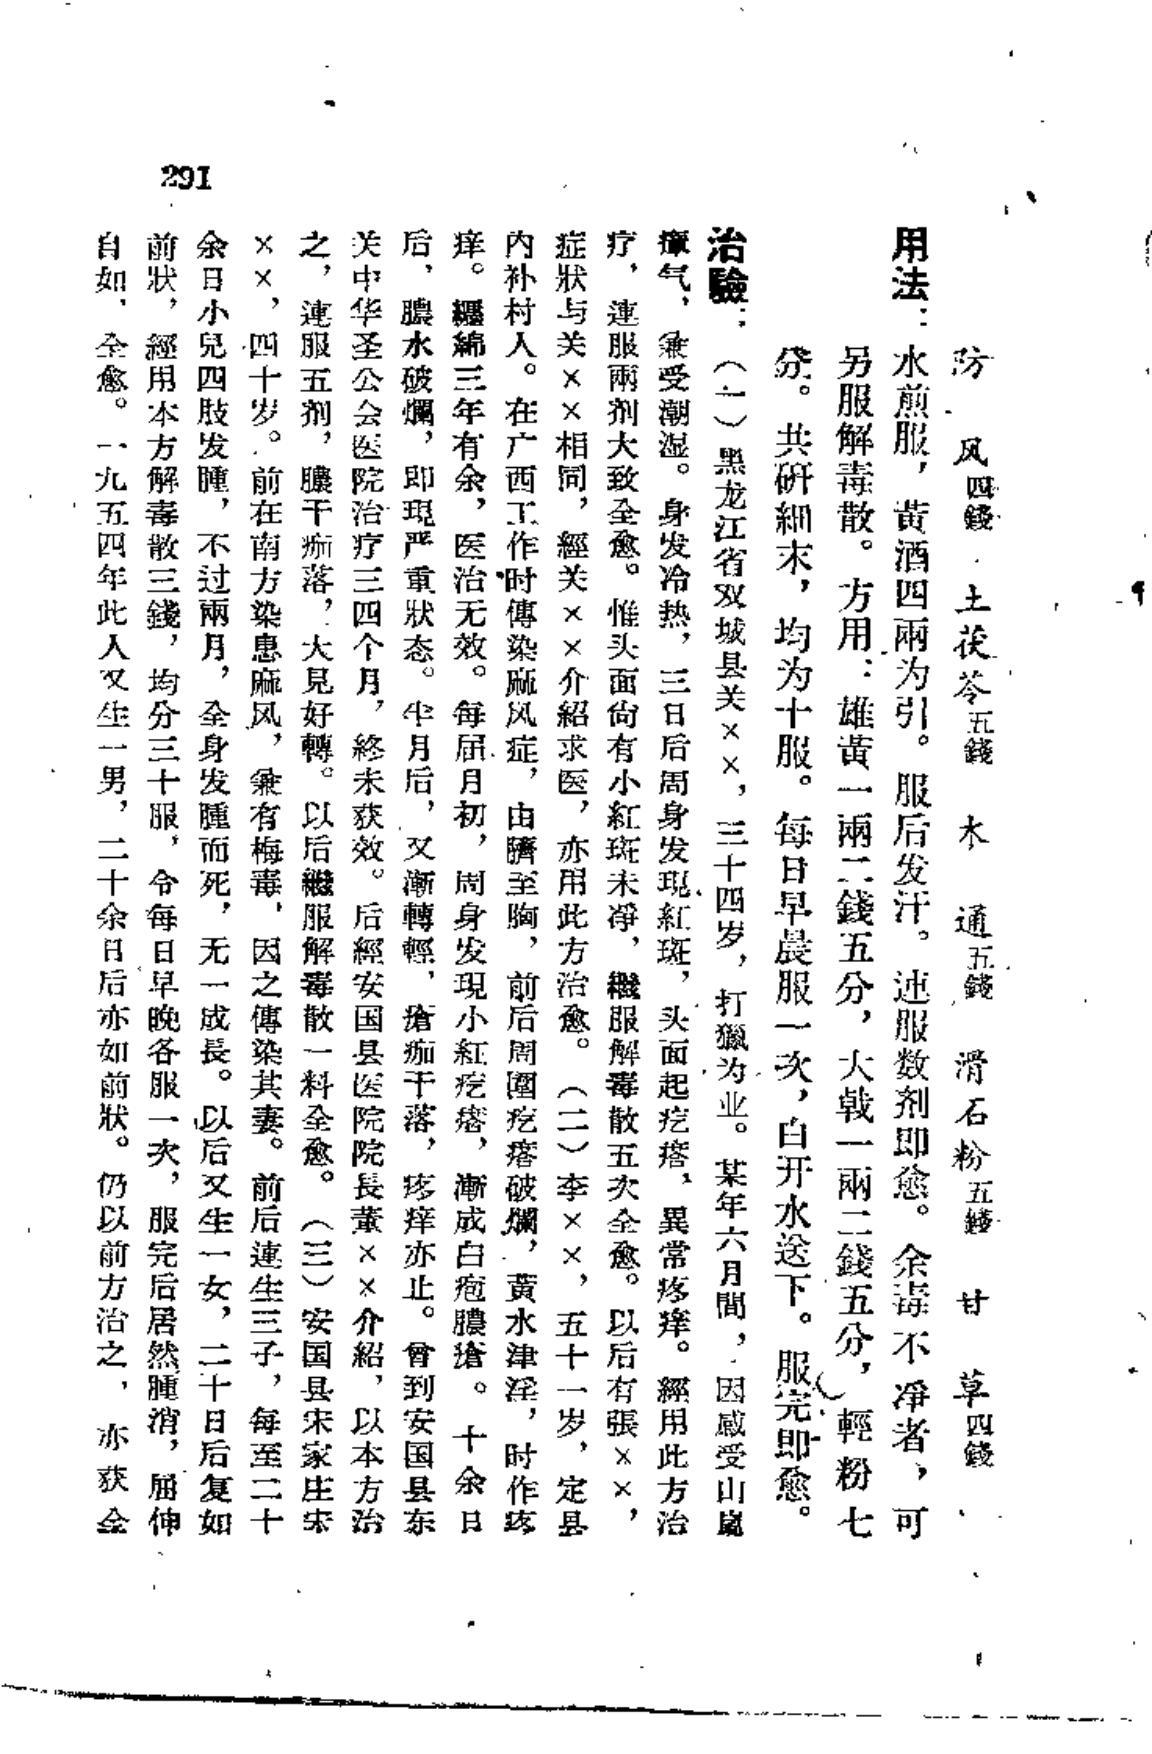 防风四錢 土茯苓五錢 木通五錢 滑石粉五錢 甘草四錢
用法：水煎服，黃酒四兩为引。服后发汗。連服数剂即愈。余毒不淨者，可
另服解毒散。方用：雄黃一兩二錢五分，大戟一兩二錢五分，輕粉七
分。共研細末，均为十服。每日早晨服一次，白开水送下。服完即愈。
治驗：（一）黑龙江省双城县关××，三十四岁，打獵为业。某年六月間，因感受山嵐
瘴气，兼受潮湿。身发冷热，三日后周身发現紅斑，头面起疙瘩，異常疼痒。經用此方治
疗，連服兩剂大致全愈。惟头面尙有小紅斑未淨，繼服解毒散五次全愈。以后有張××，
症狀与关××相同，經关××介紹求医，亦用此方治愈。（二）李××，五十一岁，定县
內补村人。在广西工作时傳染麻风症，由臍至胸，前后周圍疙瘩破爛，黃水津淫，时作疼
痒。纏綿三年有余，医治无效。每屆月初，周身发現小紅疙瘩，漸成白疱膿瘡。十余日
后，膿水破爛，即現严重狀态。半月后，又漸轉輕，瘡痂干落，疼痒亦止。曾到安国县东
关中华圣公会医院治疗三四个月，終未获效。后經安国县医院院長董××介紹，以本方治
之，連服五剂，膿干痂落，大見好轉。以后繼服解毒散一料全愈。（三）安国县宋家庄宋
××，四十岁。前在南方染患麻风，兼有梅毒，因之傳染其妻。前后連生三子，每至二十
余日小兒四肢发腫，不过兩月，全身发腫而死，无一成長。以后又生一女，二十日后复如
前狀，經用本方解毒散三錢，均分三十服，令每日早晚各服一次，服完后居然腫消，屈伸
自如，全愈。一九五四年此人又生一男，二十余日后亦如前狀。仍以前方治之，亦获全
291